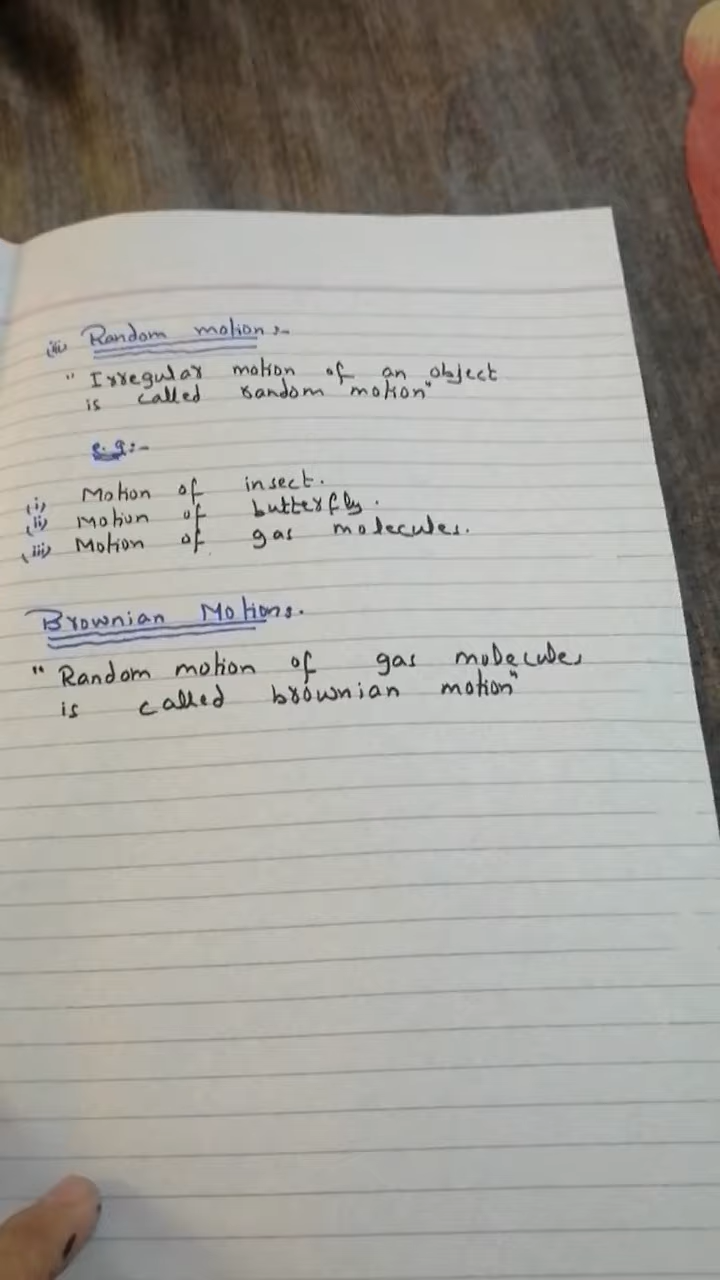 (iii) Random motion:-
" Irregular motion of an object
is called random motion"
e.g:-
(i) Motion of insect.
(ii) Motion of butterfly.
(iii) Motion of gas molecules.
Brownian Motions.
" Random motion of gas molecules
is called brownian motion"